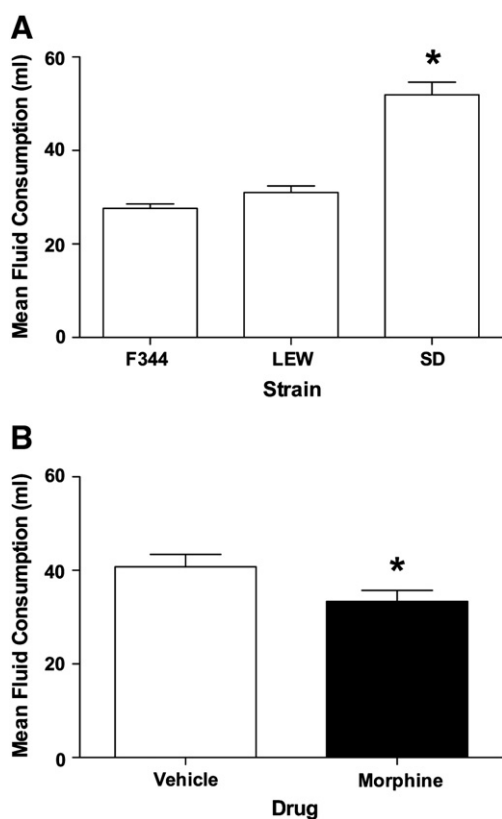 A
Mean Fluid Consumption (ml)
60
40
20
0
*
F344 LEW SD
Strain
B
Mean Fluid Consumption (ml)
60
40
20
0
*
Vehicle Morphine
Drug